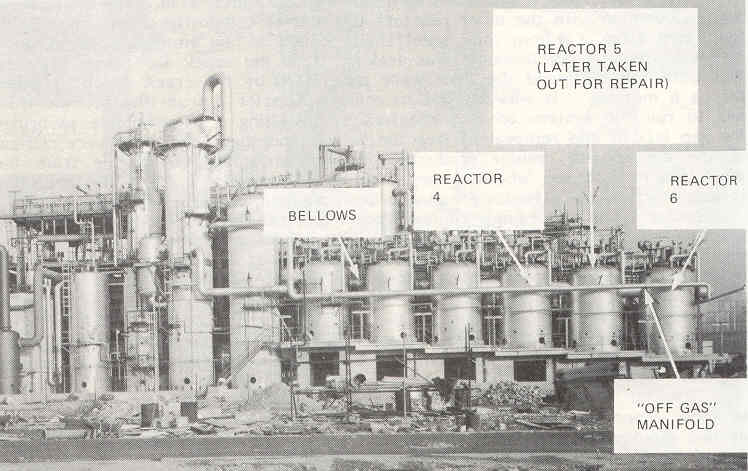 REACTOR 5
(LATER TAKEN
OUT FOR REPAIR)
REACTOR
4
REACTOR
6
BELLOWS
"OFF GAS"
MANIFOLD